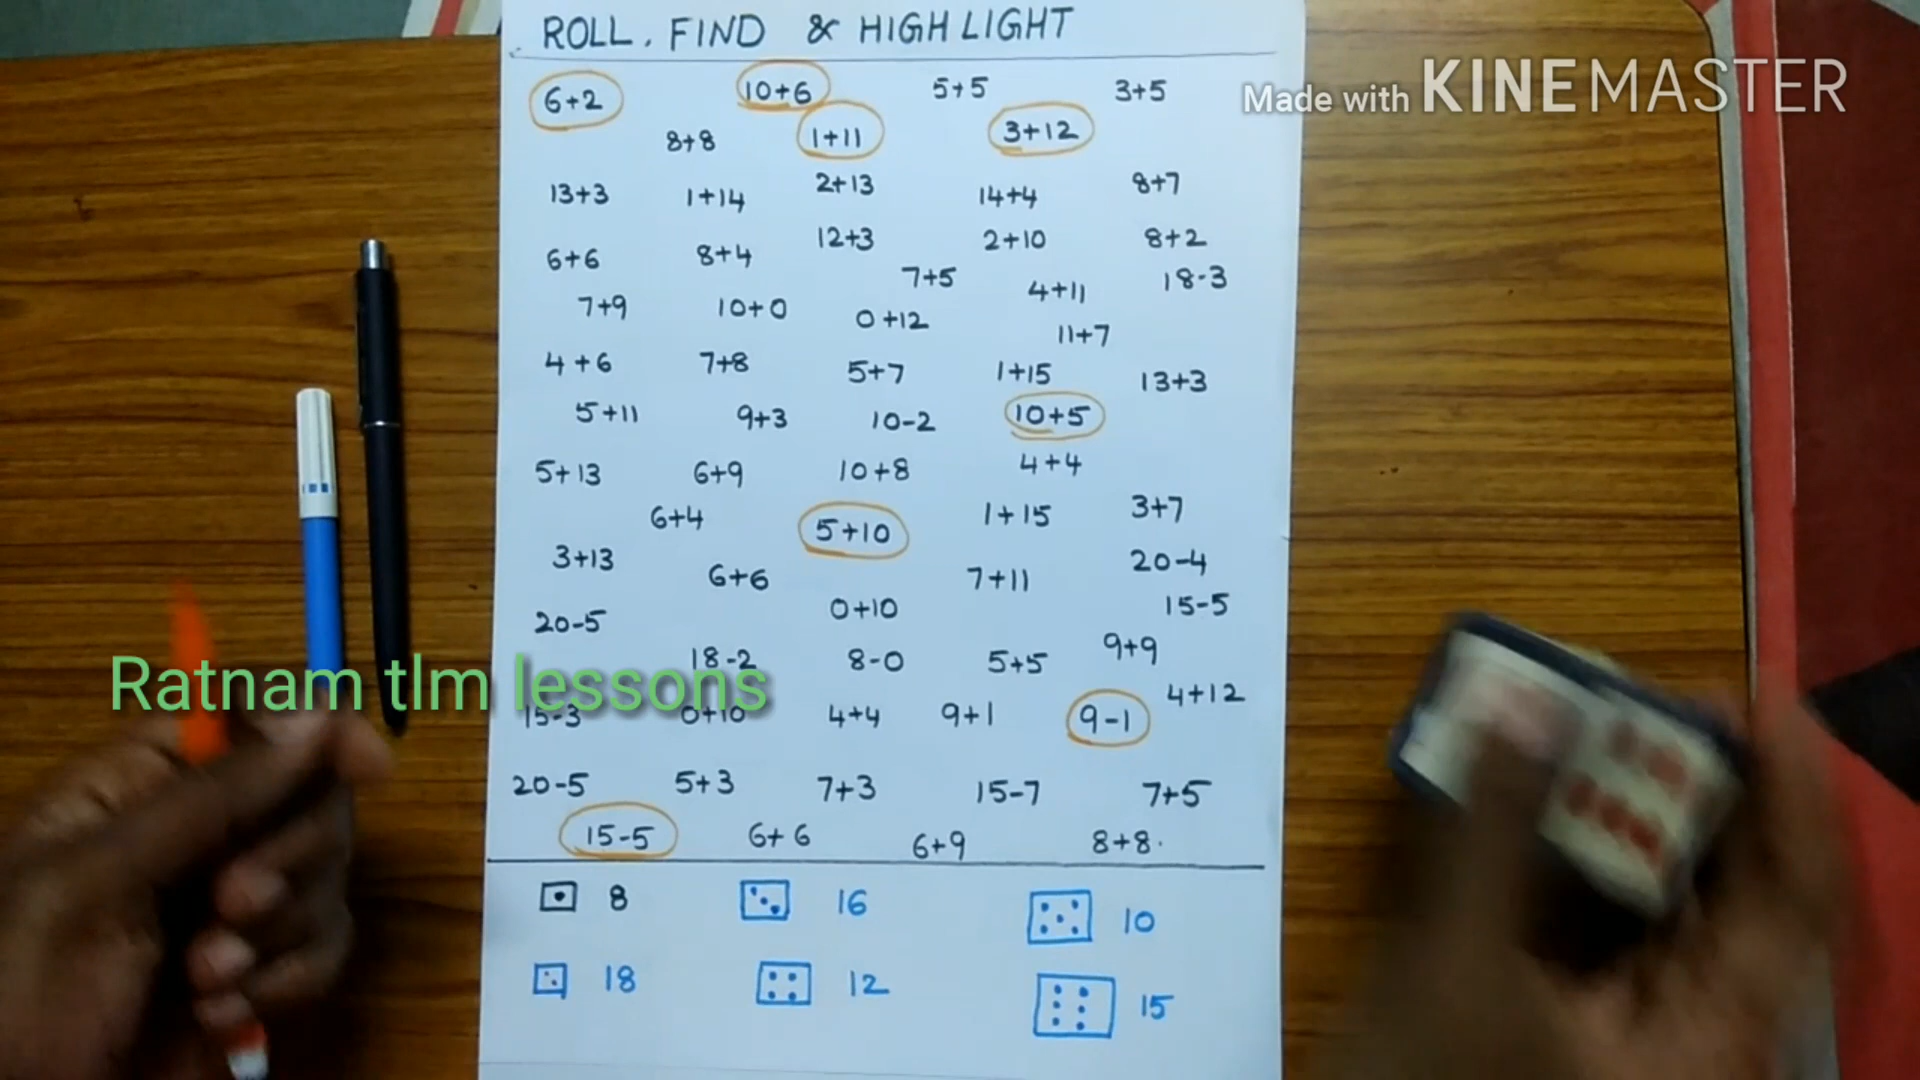 ROLL, FIND & HIGHLIGHT
Made with KINEMASTER
6+2 10+6 5+5 3+5
8+8 1+11 3+12
13+3 1+14 2+13 14+4 8+7
6+6 8+4 12+3 2+10 8+2
7+5 4+11 18-3
7+9 10+0 0+12 11+7
4+6 7+8 5+7 1+15 13+3
5+11 9+3 10-2 10+5
5+13 6+9 10+8 4+4
6+4 5+10 1+15 3+7
3+13 6+6 7+11 20-4
20-5 0+10 15-5
18-2 8-0 5+5 9+9
Ratnam tlm lessons
15-3 0+10 4+4 9+1 9-1 4+12
20-5 5+3 7+3 15-7 7+5
15-5 6+6 6+9 8+8.
8 16 10
18 12 15